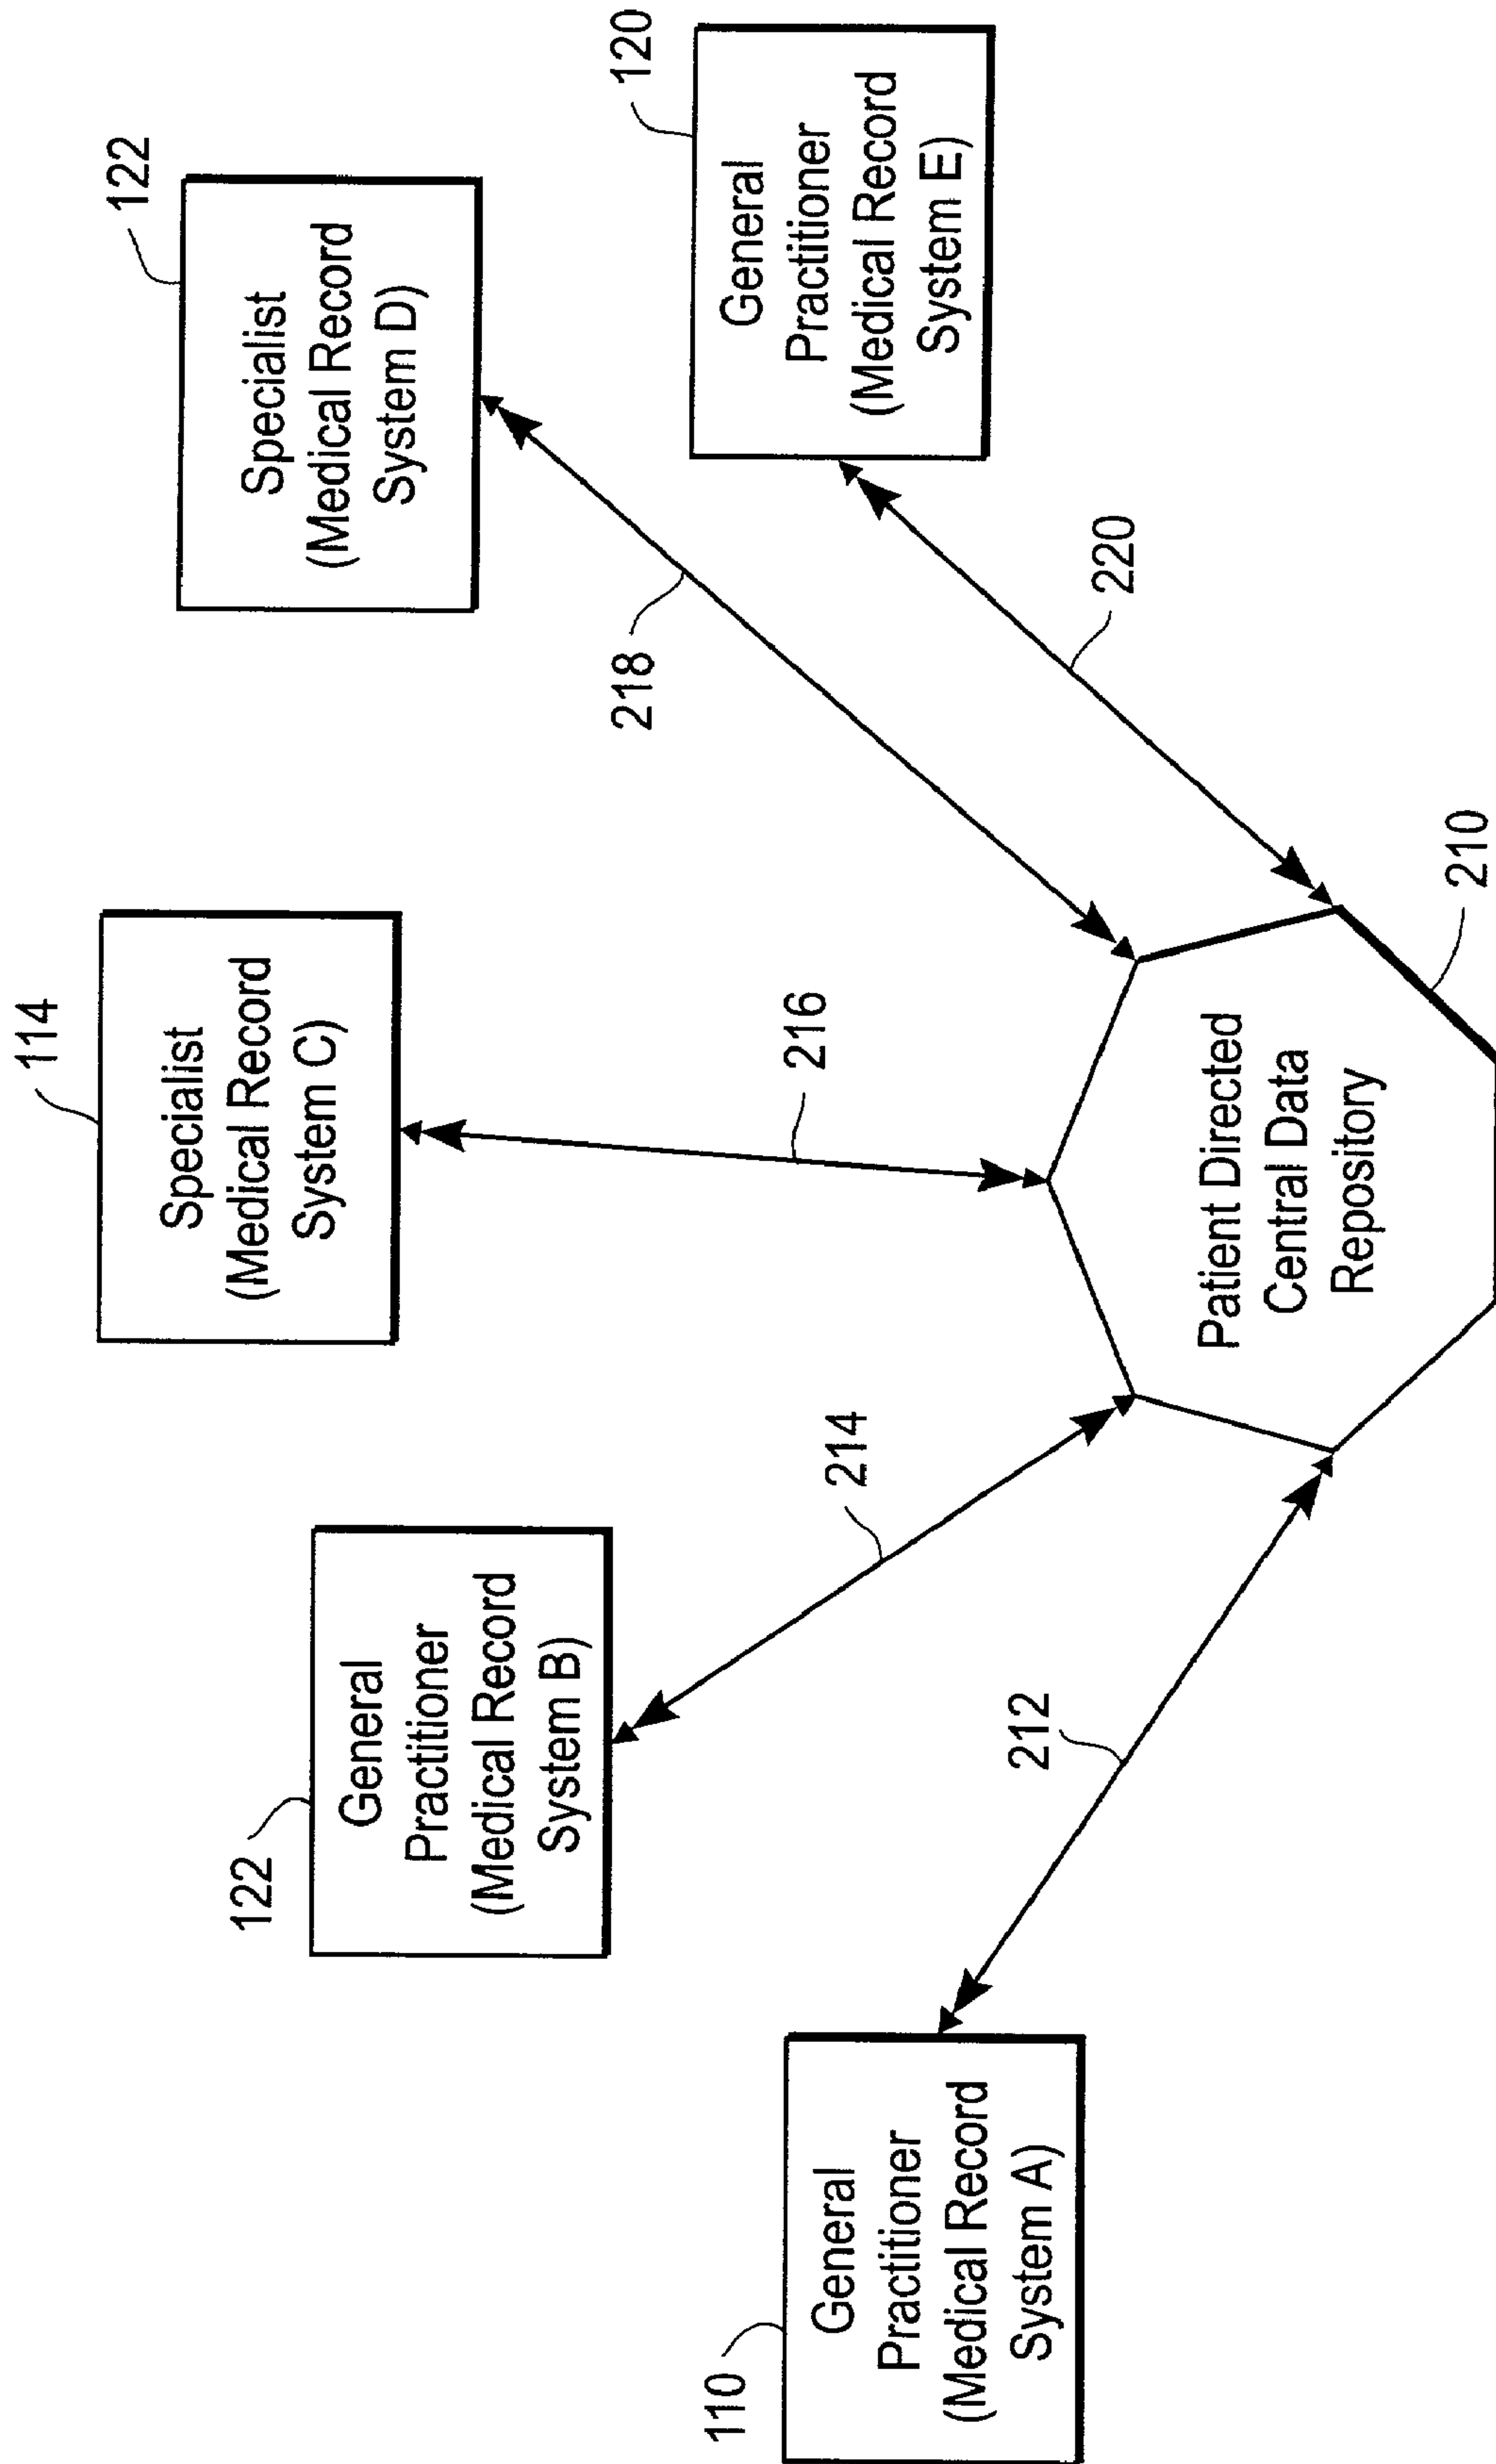 110
General
Practitioner
(Medical Record
System A)
122
General
Practitioner
(Medical Record
System B)
114
Specialist
(Medical Record
System C)
122
Specialist
(Medical Record
System D)
120
General
Practitioner
(Medical Record
System E)
212
214
216
218
220
Patient Directed
Central Data
Repository
210